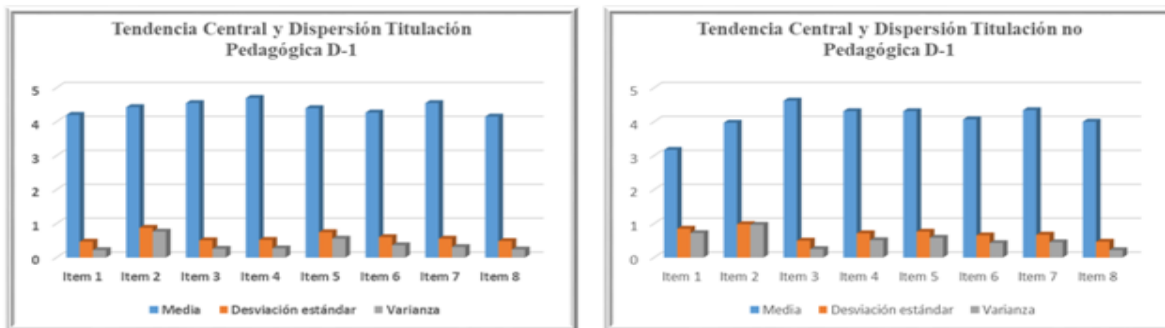 Tendencia Central y Dispersión Titulación
Pedagógica D-1
5
4
3
2
1
0
Item 1 Item 2 Item 3 Item 4 Item 5 Item 6 Item 7 Item 8
Media Desviación estándar Varianza
Tendencia Central y Dispersión Titulación no
Pedagógica D-1
5
4
3
2
1
0
Item 1 Item 2 Item 3 Item 4 Item 5 Item 6 Item 7 Item 8
Media Desviación estándar Varianza